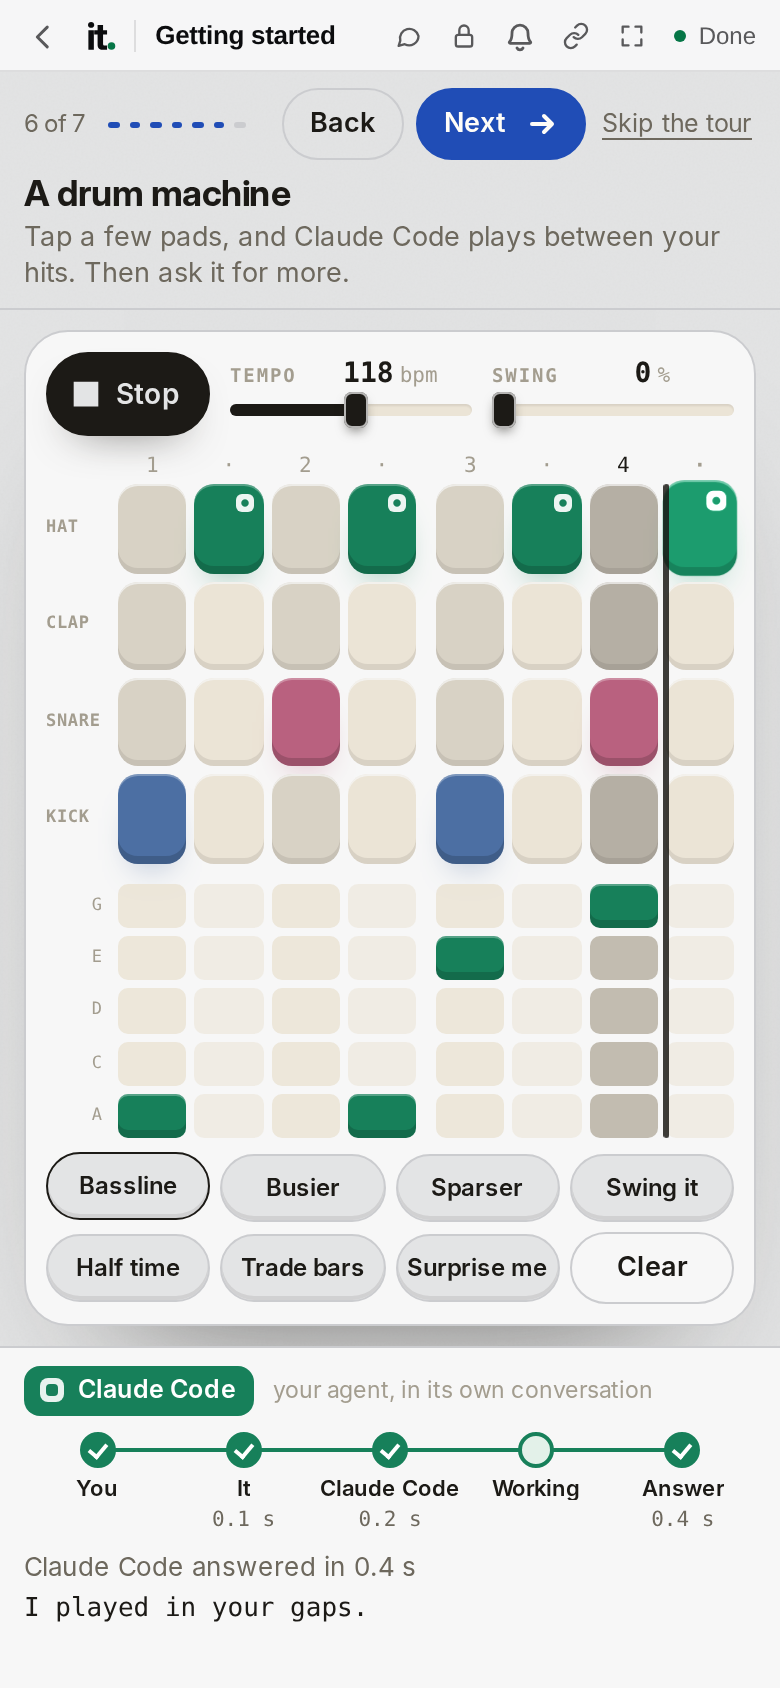 it. Getting started Done
6 of 7 Back Next Skip the tour
A drum machine
Tap a few pads, and Claude Code plays between your
hits. Then ask it for more.
Stop TEMPO 118 bpm SWING 0 %
1 · 2 · 3 · 4 ·
HAT
CLAP
SNARE
KICK
G
E
D
C
A
Bassline Busier Sparser Swing it
Half time Trade bars Surprise me Clear
Claude Code your agent, in its own conversation
You It Claude Code Working Answer
0.1 s 0.2 s 0.4 s
Claude Code answered in 0.4 s
I played in your gaps.